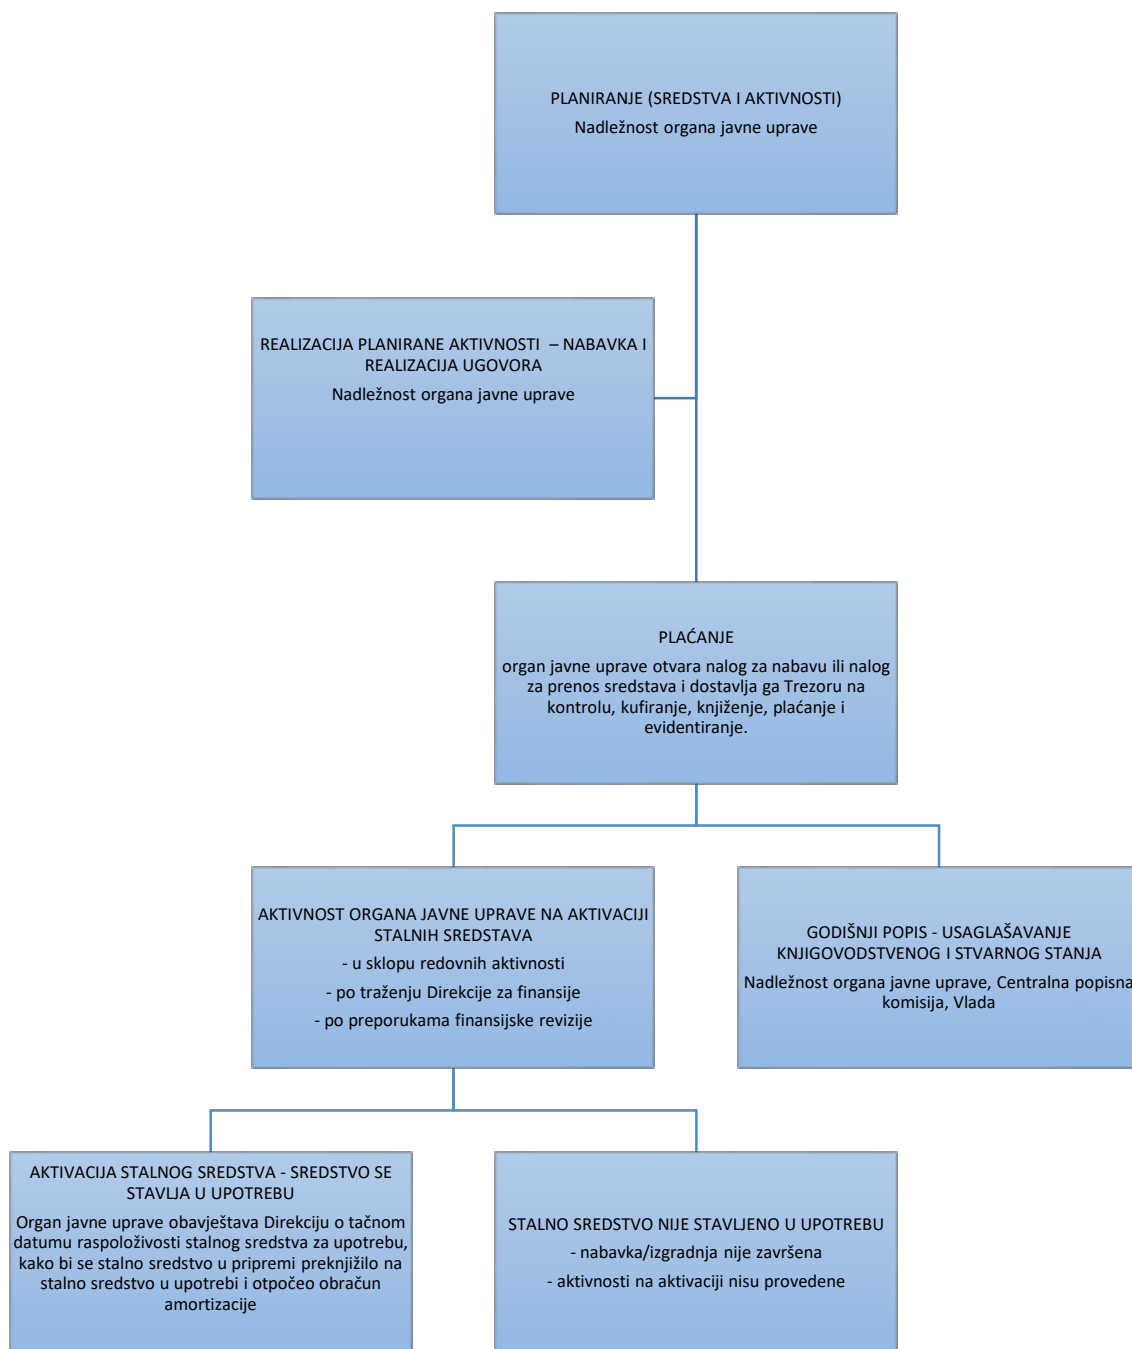 PLANIRANJE (SREDSTVA I AKTIVNOSTI)
Nadležnost organa javne uprave
REALIZACIJA PLANIRANE AKTIVNOSTI – NABAVKA I
REALIZACIJA UGOVORA
Nadležnost organa javne uprave
PLAĆANJE
organ javne uprave otvara nalog za nabavu ili nalog
za prenos sredstava i dostavlja ga Trezoru na
kontrolu, kufiranje, knjiženje, plaćanje i
evidentiranje.
AKTIVNOST ORGANA JAVNE UPRAVE NA AKTIVACIJI
STALNIH SREDSTAVA
- u sklopu redovnih aktivnosti
- po traženju Direkcije za finansije
- po preporukama finansijske revizije
GODIŠNJI POPIS - USAGLAŠAVANJE
KNJIGOVODSTVENOG I STVARNOG STANJA
Nadležnost organa javne uprave, Centralna popisna
komisija, Vlada
AKTIVACIJA STALNOG SREDSTVA - SREDSTVO SE
STAVLJA U UPOTREBU
Organ javne uprave obavještava Direkciju o tačnom
datumu raspoloživosti stalnog sredstva za upotrebu,
kako bi se stalno sredstvo u pripremi preknjižilo na
stalno sredstvo u upotrebi i otpočeo obračun
amortizacije
STALNO SREDSTVO NIJE STAVLJENO U UPOTREBU
- nabavka/izgradnja nije završena
- aktivnosti na aktivaciji nisu provedene